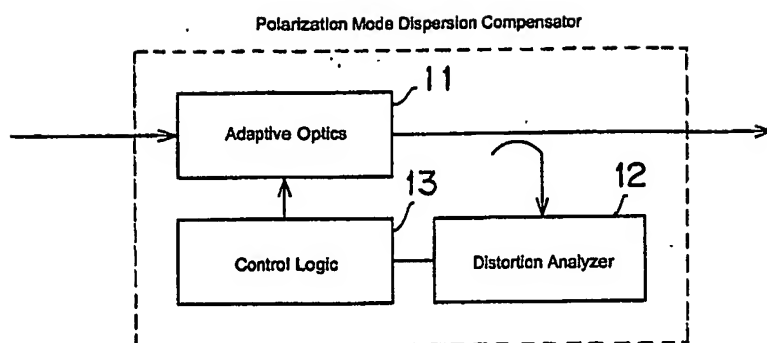 Polarization Mode Dispersion Compensator
11
Adaptive Optics
13
12
Control Logic
Distortion Analyzer